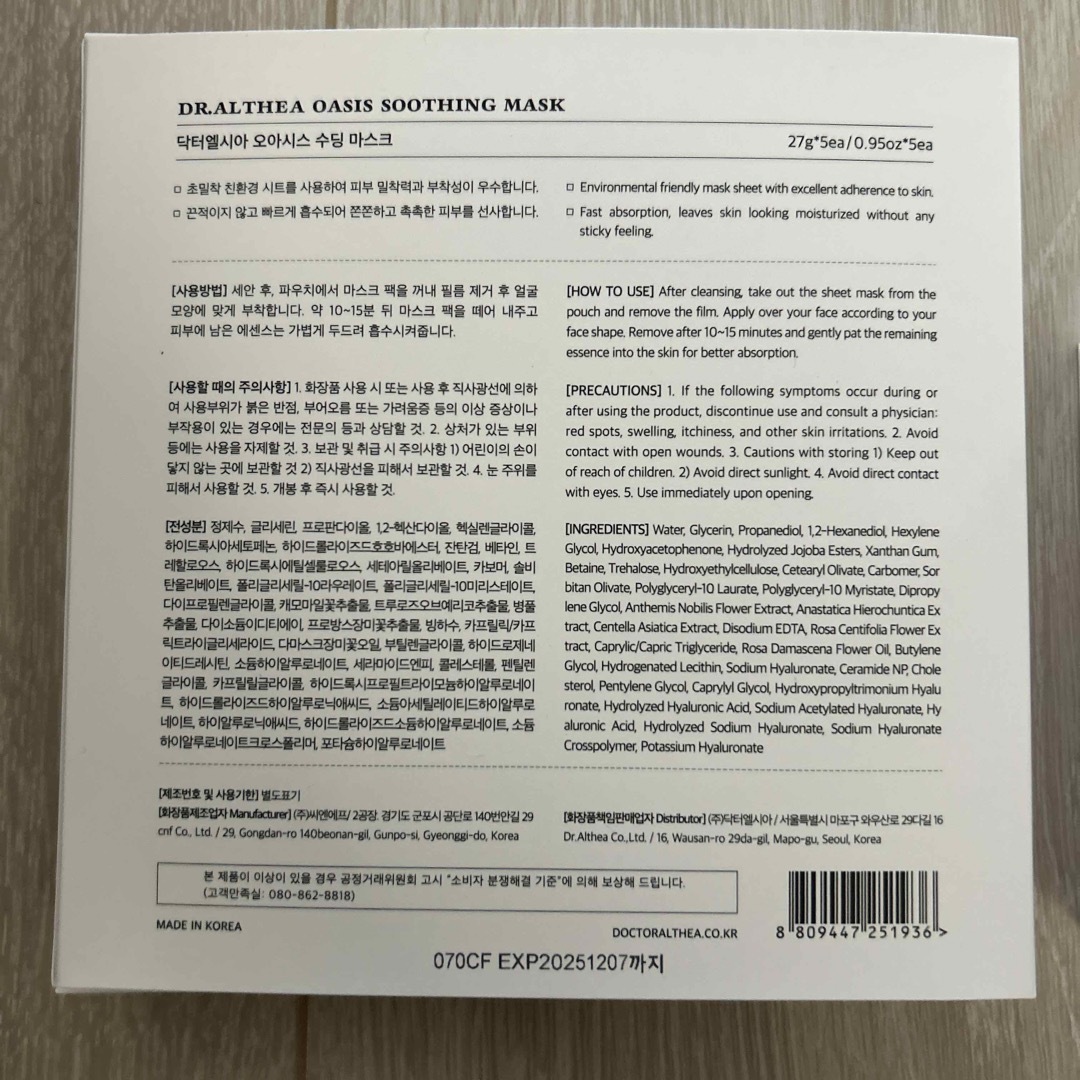 DR.ALTHEA OASIS SOOTHING MASK
닥터엘시아 오아시스 수딩 마스크
27g*5ea/0.95oz*5ea
▫ 초밀착 친환경 시트를 사용하여 피부 밀착력과 부착성이 우수합니다.
▫ 끈적이지 않고 빠르게 흡수되어 쫀쫀하고 촉촉한 피부를 선사합니다.
▫ Environmental friendly mask sheet with excellent adherence to skin.
▫ Fast absorption, leaves skin looking moisturized without any
sticky feeling.
[사용방법] 세안 후, 파우치에서 마스크 팩을 꺼내 필름 제거 후 얼굴
모양에 맞게 부착합니다. 약 10~15분 뒤 마스크 팩을 떼어 내주고
피부에 남은 에센스는 가볍게 두드려 흡수시켜줍니다.
[HOW TO USE] After cleansing, take out the sheet mask from the
pouch and remove the film. Apply over your face according to your
face shape. Remove after 10~15 minutes and gently pat the remaining
essence into the skin for better absorption.
[사용할 때의 주의사항] 1. 화장품 사용 시 또는 사용 후 직사광선에 의하
여 사용부위가 붉은 반점, 부어오름 또는 가려움증 등의 이상 증상이나
부작용이 있는 경우에는 전문의 등과 상담할 것. 2. 상처가 있는 부위
등에는 사용을 자제할 것. 3. 보관 및 취급 시 주의사항 1) 어린이의 손이
닿지 않는 곳에 보관할 것 2) 직사광선을 피해서 보관할 것. 4. 눈 주위를
피해서 사용할 것. 5. 개봉 후 즉시 사용할 것.
[PRECAUTIONS] 1. If the following symptoms occur during or
after using the product, discontinue use and consult a physician:
red spots, swelling, itchiness, and other skin irritations. 2. Avoid
contact with open wounds. 3. Cautions with storing 1) Keep out
of reach of children. 2) Avoid direct sunlight. 4. Avoid direct contact
with eyes. 5. Use immediately upon opening.
[전성분] 정제수, 글리세린, 프로판다이올, 1,2-헥산다이올, 헥실렌글라이콜,
하이드록시아세토페논, 하이드롤라이즈드호호바에스터, 잔탄검, 베타인, 트
레할로오스, 하이드록시에틸셀룰로오스, 세테아릴올리베이트, 카보머, 솔비
탄올리베이트, 폴리글리세릴-10라우레이트, 폴리글리세릴-10미리스테이트,
다이프로필렌글라이콜, 캐모마일꽃추출물, 트루로즈오브예리코추출물, 병풀
추출물, 다이소듐이디티에이, 프로방스장미꽃추출물, 빙하수, 카프릴릭/카프
릭트라이글리세라이드, 다마스크장미꽃오일, 부틸렌글라이콜, 하이드로제네
이티드레시틴, 소듐하이알루로네이트, 세라마이드엔피, 콜레스테롤, 펜틸렌
글라이콜, 카프릴릴글라이콜, 하이드록시프로필트라이모늄하이알루로네이
트, 하이드롤라이즈드하이알루로닉애씨드, 소듐아세틸레이티드하이알루로
네이트, 하이알루로닉애씨드, 하이드롤라이즈드소듐하이알루로네이트, 소듐
하이알루로네이트크로스폴리머, 포타슘하이알루로네이트
[INGREDIENTS] Water, Glycerin, Propanediol, 1,2-Hexanediol, Hexylene
Glycol, Hydroxyacetophenone, Hydrolyzed Jojoba Esters, Xanthan Gum,
Betaine, Trehalose, Hydroxyethylcellulose, Cetearyl Olivate, Carbomer, Sor
bitan Olivate, Polyglyceryl-10 Laurate, Polyglyceryl-10 Myristate, Dipropy
lene Glycol, Anthemis Nobilis Flower Extract, Anastatica Hierochuntica Ex
tract, Centella Asiatica Extract, Disodium EDTA, Rosa Centifolia Flower Ex
tract, Caprylic/Capric Triglyceride, Rosa Damascena Flower Oil, Butylene
Glycol, Hydrogenated Lecithin, Sodium Hyaluronate, Ceramide NP, Chole
sterol, Pentylene Glycol, Caprylyl Glycol, Hydroxypropyltrimonium Hyalu
ronate, Hydrolyzed Hyaluronic Acid, Sodium Acetylated Hyaluronate, Hy
aluronic Acid, Hydrolyzed Sodium Hyaluronate, Sodium Hyaluronate
Crosspolymer, Potassium Hyaluronate
[제조번호 및 사용기한] 별도표기
[화장품제조업자 Manufacturer] (주)씨엔에프/ 2공장. 경기도 군포시 공단로 140번안길 29
cnf Co., Ltd. / 29, Gongdan-ro 140beonan-gil, Gunpo-si, Gyeonggi-do, Korea
[화장품책임판매업자 Distributor] (주)닥터엘시아 / 서울특별시 마포구 와우산로 29다길 16
Dr.Althea Co.,Ltd. / 16, Wausan-ro 29da-gil, Mapo-gu, Seoul, Korea
본 제품이 이상이 있을 경우 공정거래위원회 고시 "소비자 분쟁해결 기준"에 의해 보상해 드립니다.
(고객만족실: 080-862-8818)
MADE IN KOREA
DOCTORALTHEA.CO.KR
8 809447 251936 >
070CF EXP20251207까지